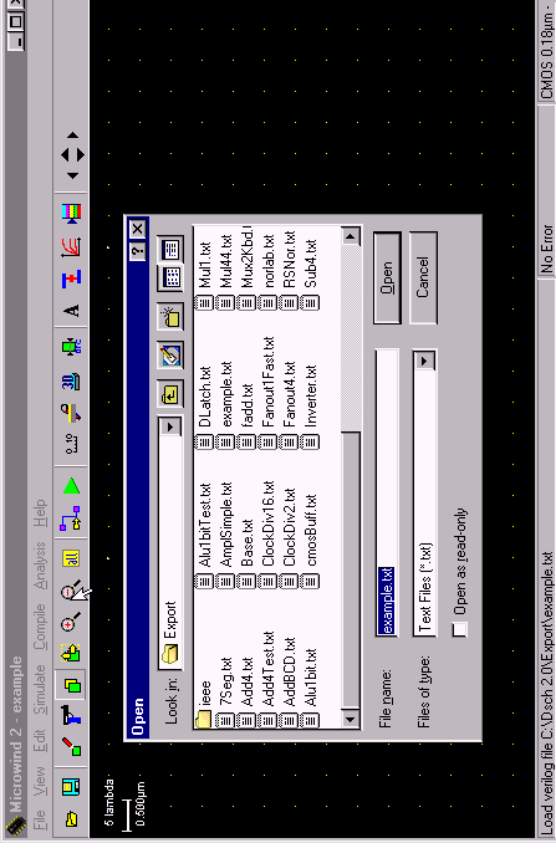 Microwind 2 - example
File View Edit Simulate Compile Analysis Help
5 lambda
0.500µm
Open
Look in: Export
ieee
7Seg.txt
Add4.txt
Add4Test.txt
AddBCD.txt
Alu1bit.txt
Alu1bitTest.txt
AmplSimple.txt
Base.txt
ClockDiv16.txt
ClockDiv2.txt
cmosBuff.txt
DLatch.txt
example.txt
fadd.txt
Fanout1Fast.txt
Fanout4.txt
Inverter.txt
Mul1.txt
Mul44.txt
Mux2Kbd.t
norlab.txt
RSNor.txt
Sub4.txt
File name: example.txt Open
Files of type: Text Files (*.txt) Cancel
Open as read-only
Load verilog file C:\Dsch 2.0\Export\example.txt No Error CMOS 0.18µm -